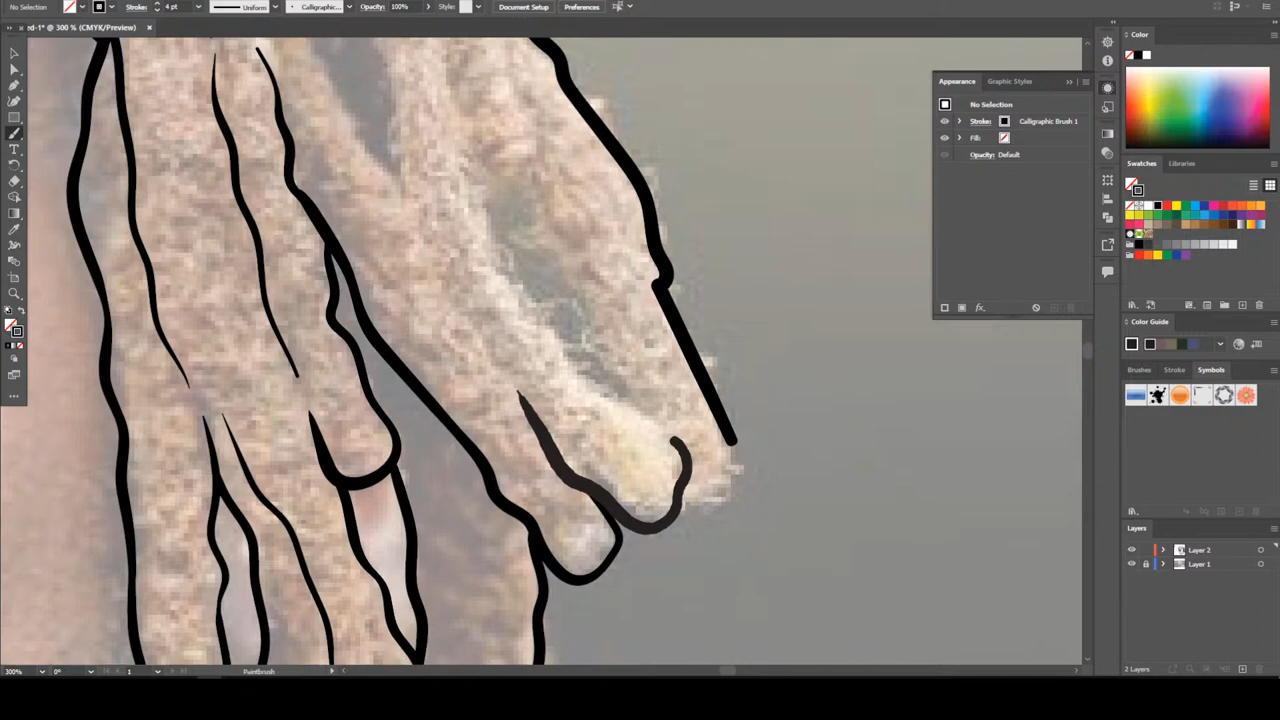 No Selection Stroke: 4 pt Uniform Calligraphic... Opacity: 100% Style: Document Setup Preferences
ed-1* @ 300 % (CMYK/Preview)
Color
Appearance Graphic Styles
No Selection
Stroke: Calligraphic Brush 1
Fill:
Opacity: Default
Swatches Libraries
Color Guide
Brushes Stroke Symbols
Layers
Layer 2
Layer 1
300% 0° 1 Paintbrush
2 Layers